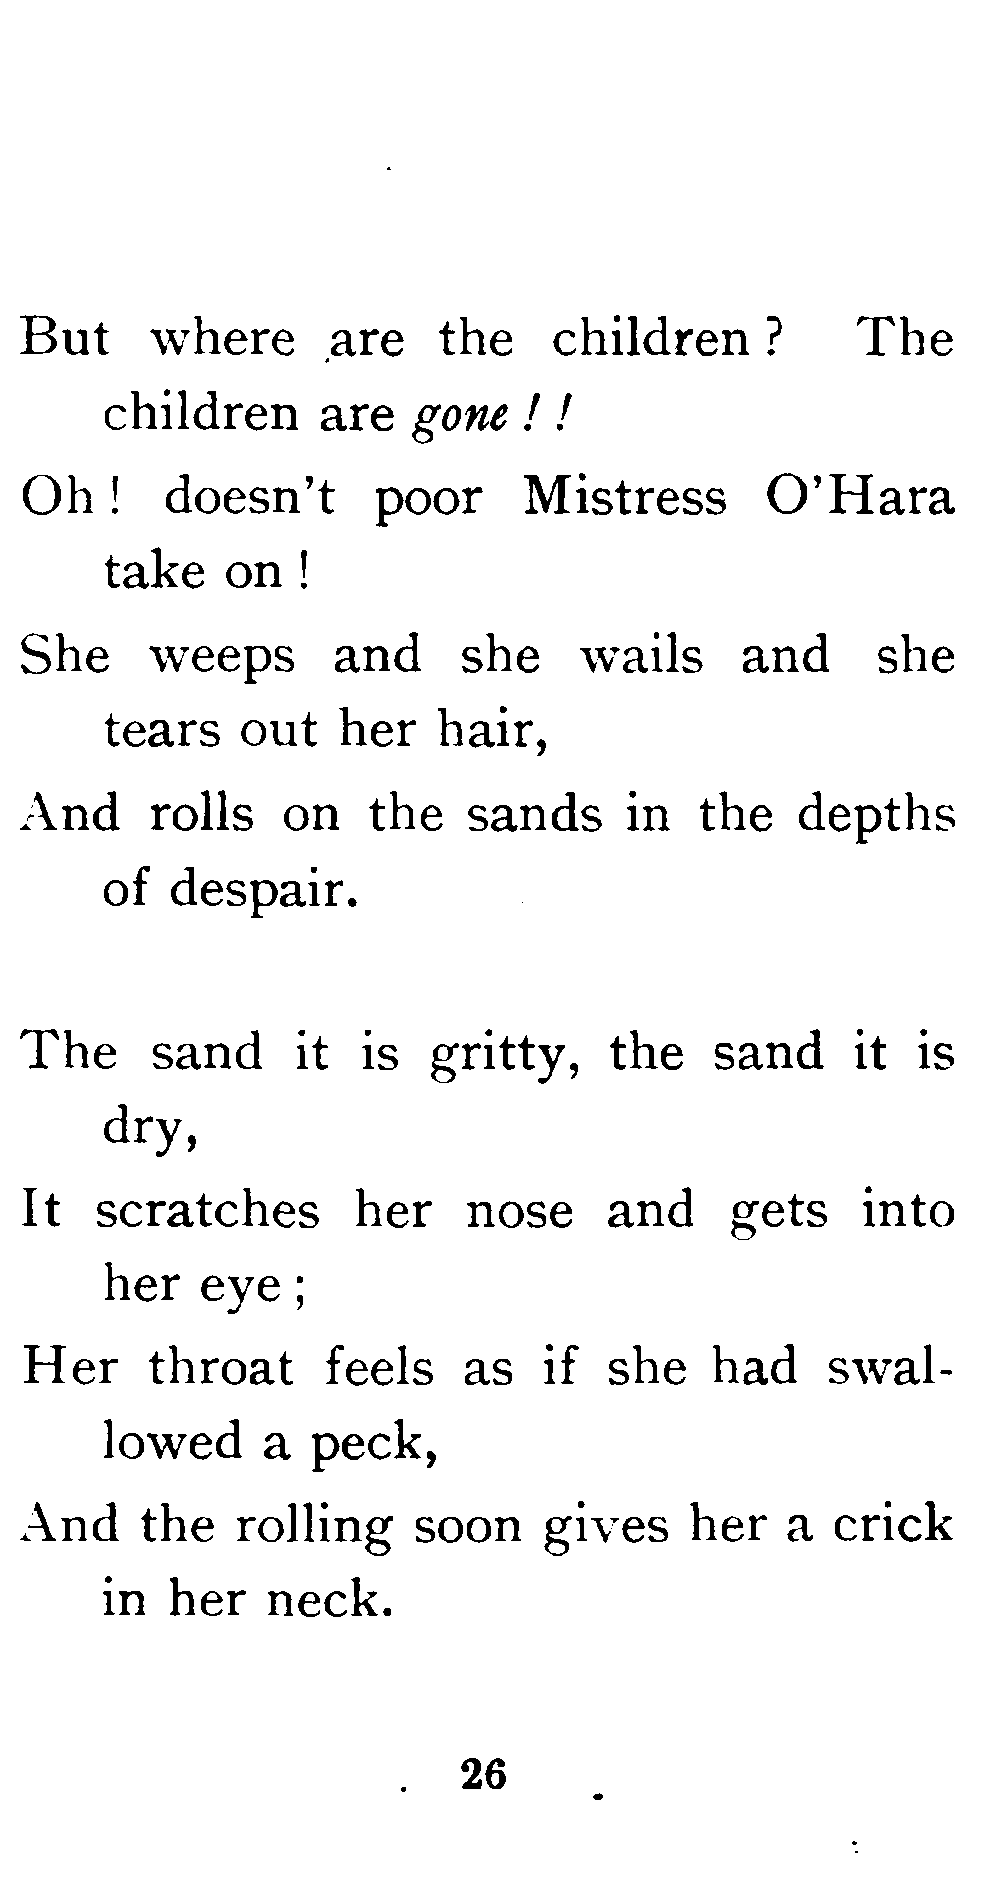 But where are the children ? The
children are gone ! !
Oh ! doesn't poor Mistress O'Hara
take on !
She weeps and she wails and she
tears out her hair,
And rolls on the sands in the depths
of despair.
The sand it is gritty, the sand it is
dry,
It scratches her nose and gets into
her eye ;
Her throat feels as if she had swal-
lowed a peck,
And the rolling soon gives her a crick
in her neck.
26